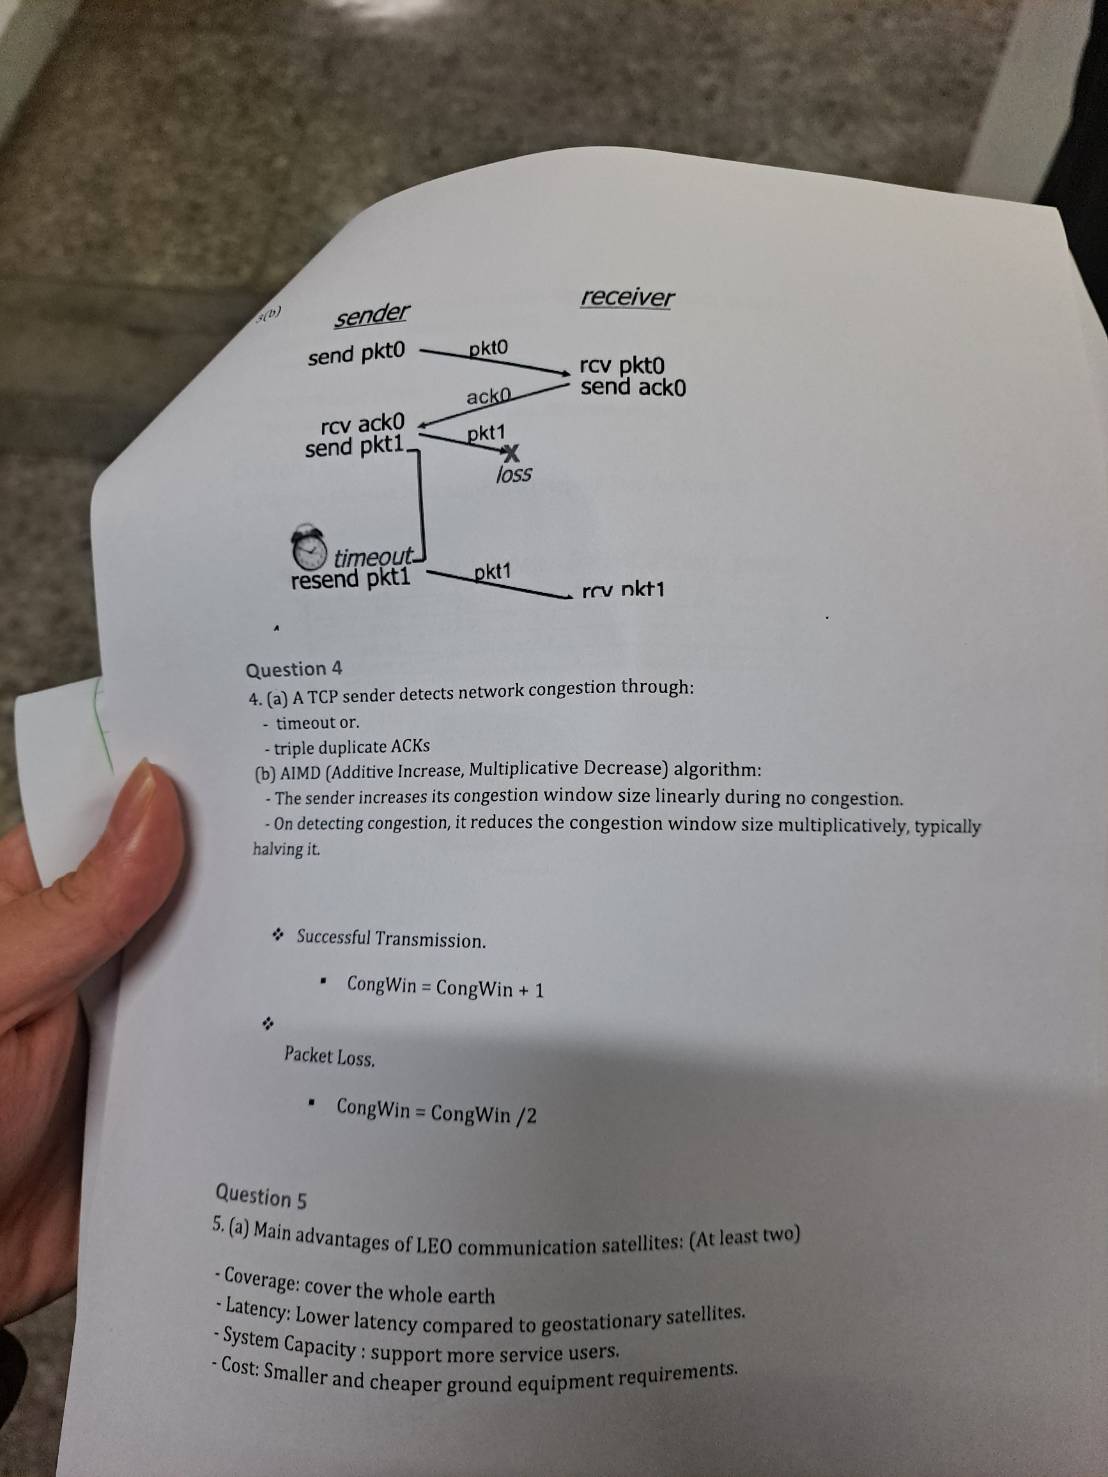 3(b)
sender
receiver
send pkt0
pkt0
rcv pkt0
send ack0
ack0
rcv ack0
send pkt1
pkt1
X
loss
timeout
resend pkt1
pkt1
rcv pkt1
Question 4
4. (a) A TCP sender detects network congestion through:
- timeout or.
- triple duplicate ACKs
(b) AIMD (Additive Increase, Multiplicative Decrease) algorithm:
- The sender increases its congestion window size linearly during no congestion.
- On detecting congestion, it reduces the congestion window size multiplicatively, typically
halving it.
❖ Successful Transmission.
▪ CongWin = CongWin + 1
❖
Packet Loss.
▪ CongWin = CongWin /2
Question 5
5. (a) Main advantages of LEO communication satellites: (At least two)
- Coverage: cover the whole earth
- Latency: Lower latency compared to geostationary satellites.
- System Capacity : support more service users.
- Cost: Smaller and cheaper ground equipment requirements.